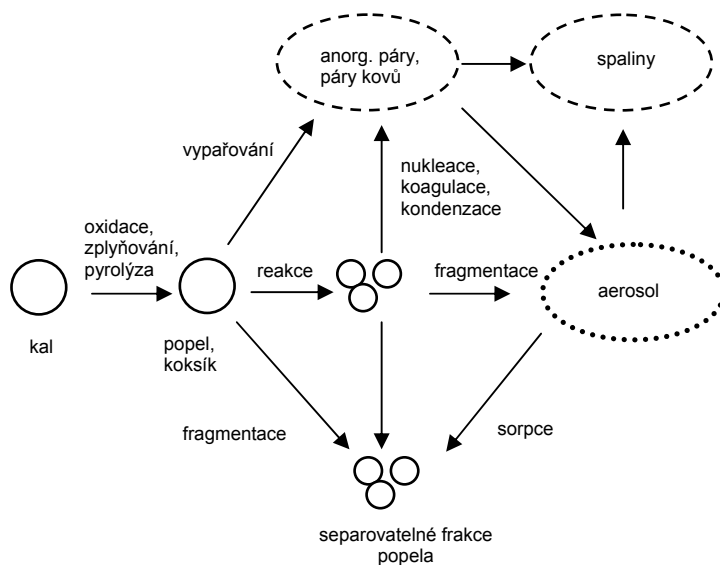 anorg. páry,
páry kovů
spaliny
vypařování
nukleace,
koagulace,
kondenzace
oxidace,
zplyňování,
pyrolýza
reakce
fragmentace
aerosol
kal
popel,
koksík
fragmentace
sorpce
separovatelné frakce
popela